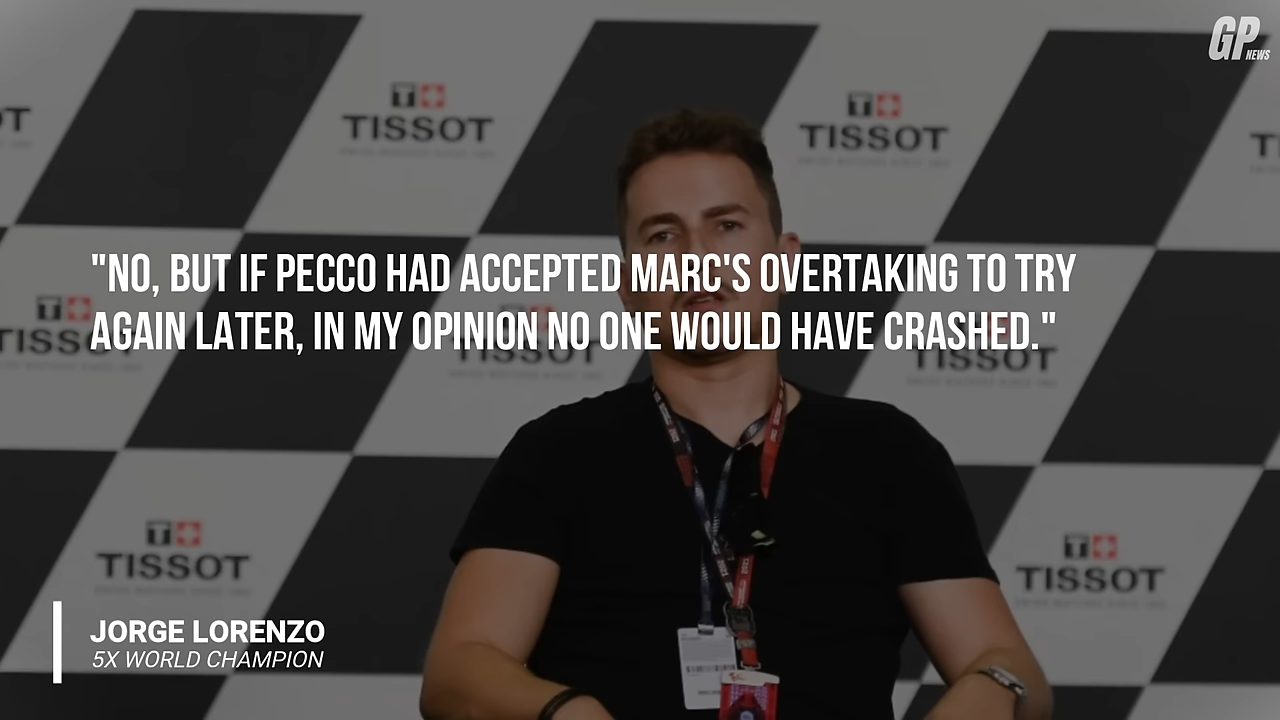 GP
NEWS
TISSOT
TISSOT
"NO, BUT IF PECCO HAD ACCEPTED MARC'S OVERTAKING TO TRY
AGAIN LATER, IN MY OPINION NO ONE WOULD HAVE CRASHED."
TISSOT
TISSOT
TISSOT
TISSOT
TISSOT
JORGE LORENZO
5X WORLD CHAMPION